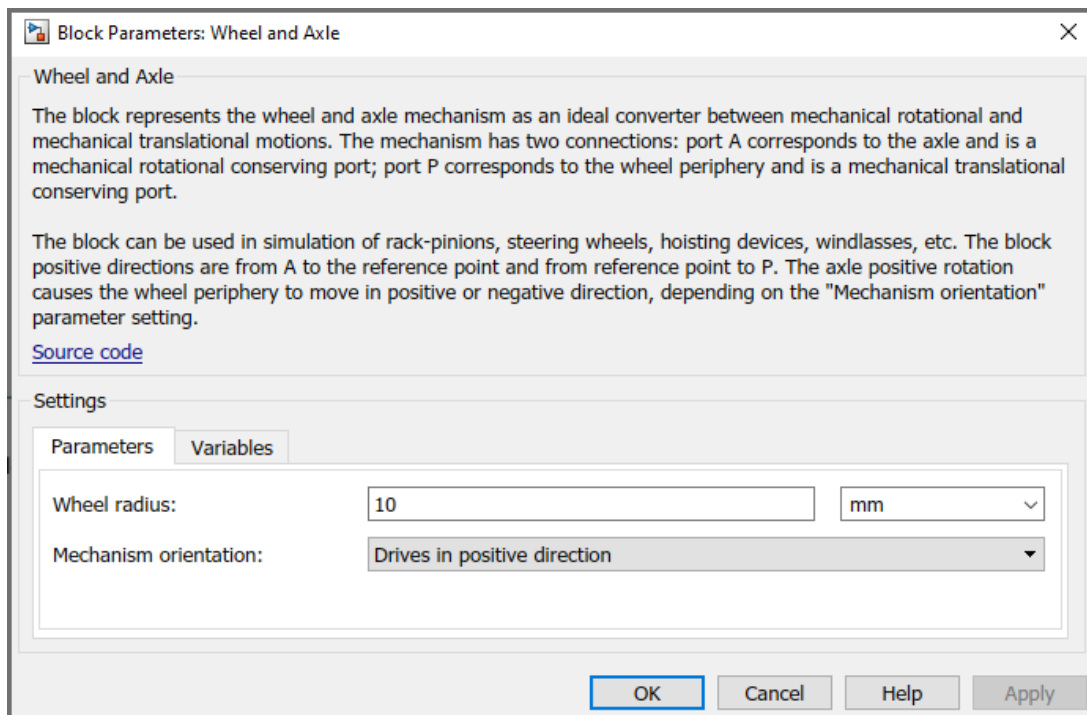 Block Parameters: Wheel and Axle
Wheel and Axle
The block represents the wheel and axle mechanism as an ideal converter between mechanical rotational and
mechanical translational motions. The mechanism has two connections: port A corresponds to the axle and is a
mechanical rotational conserving port; port P corresponds to the wheel periphery and is a mechanical translational
conserving port.
The block can be used in simulation of rack-pinions, steering wheels, hoisting devices, windlasses, etc. The block
positive directions are from A to the reference point and from reference point to P. The axle positive rotation
causes the wheel periphery to move in positive or negative direction, depending on the "Mechanism orientation"
parameter setting.
Source code
Settings
Parameters Variables
Wheel radius: 10 mm
Mechanism orientation: Drives in positive direction
OK Cancel Help Apply